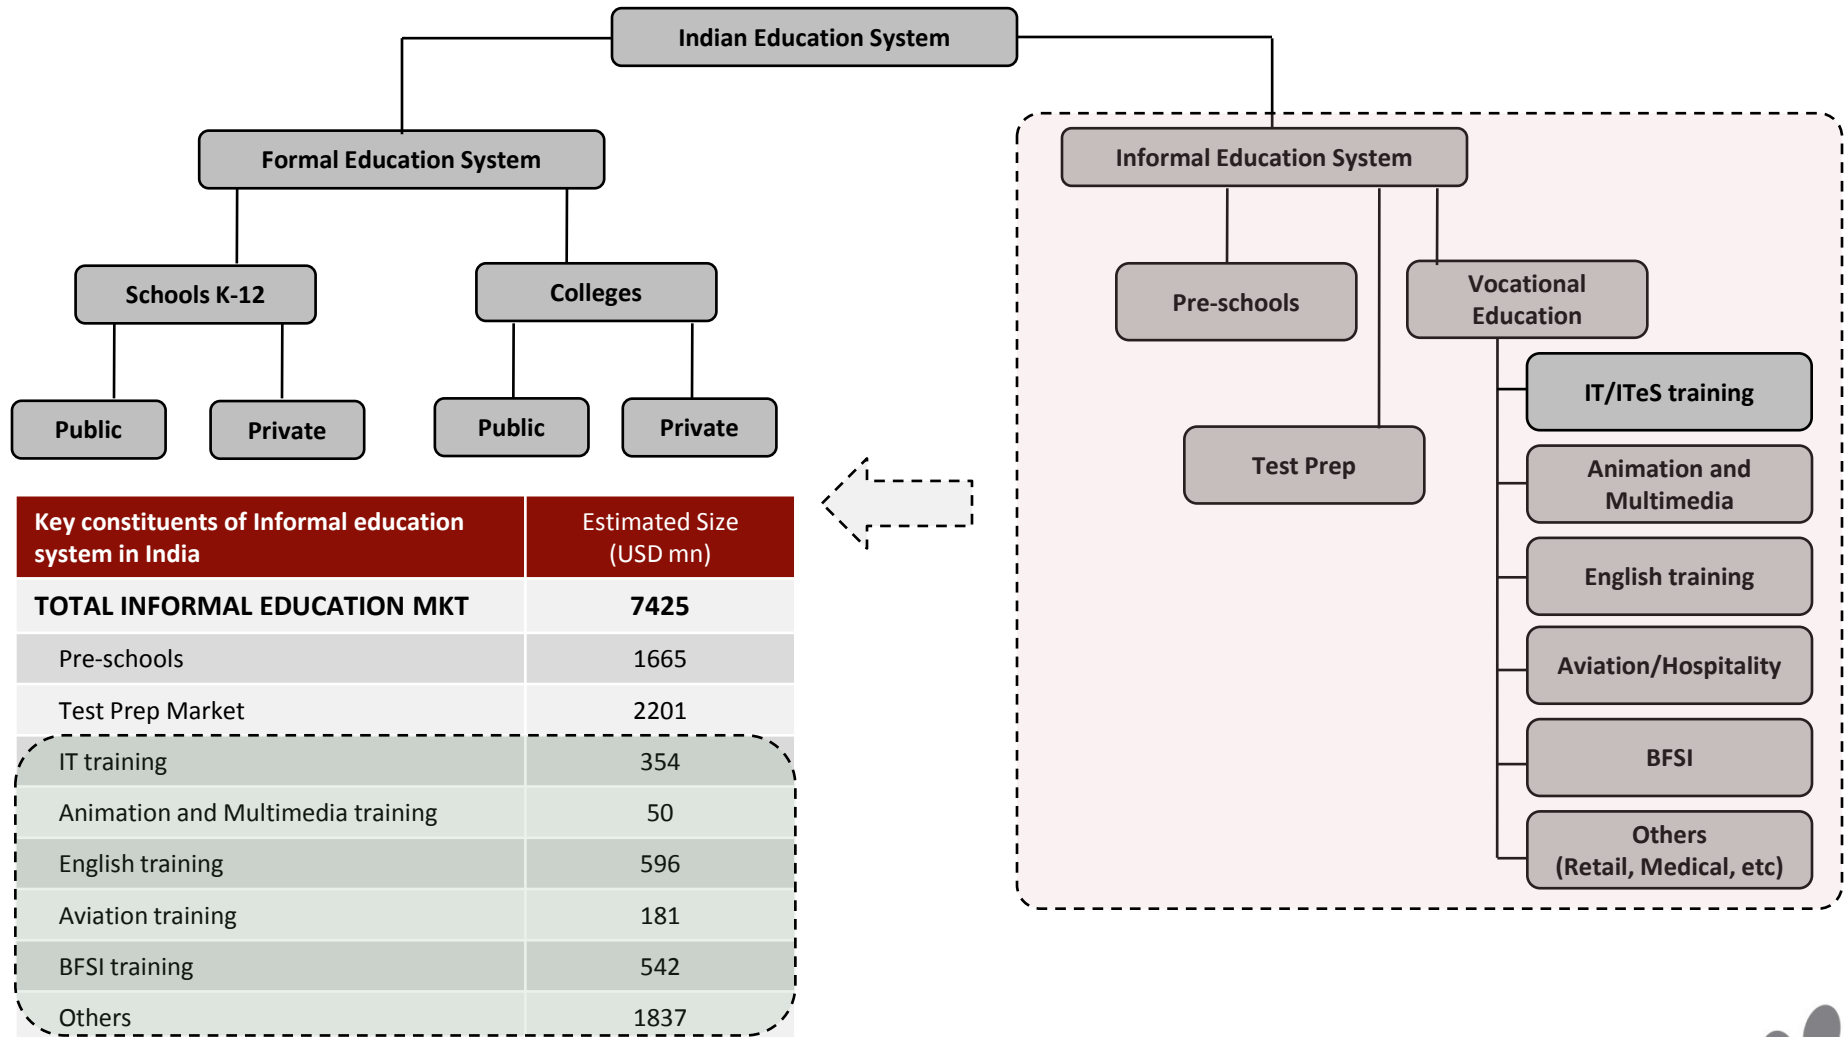 Indian Education System
Formal Education System
Informal Education System
Schools K-12
Colleges
Pre-schools
Vocational
Education
Public
Private
Public
Private
Test Prep
IT/ITeS training
Animation and
Multimedia
English training
Aviation/Hospitality
BFSI
Others
(Retail, Medical, etc)
Key constituents of Informal education
system in India
Estimated Size
(USD mn)
TOTAL INFORMAL EDUCATION MKT 7425
Pre-schools 1665
Test Prep Market 2201
IT training 354
Animation and Multimedia training 50
English training 596
Aviation training 181
BFSI training 542
Others 1837